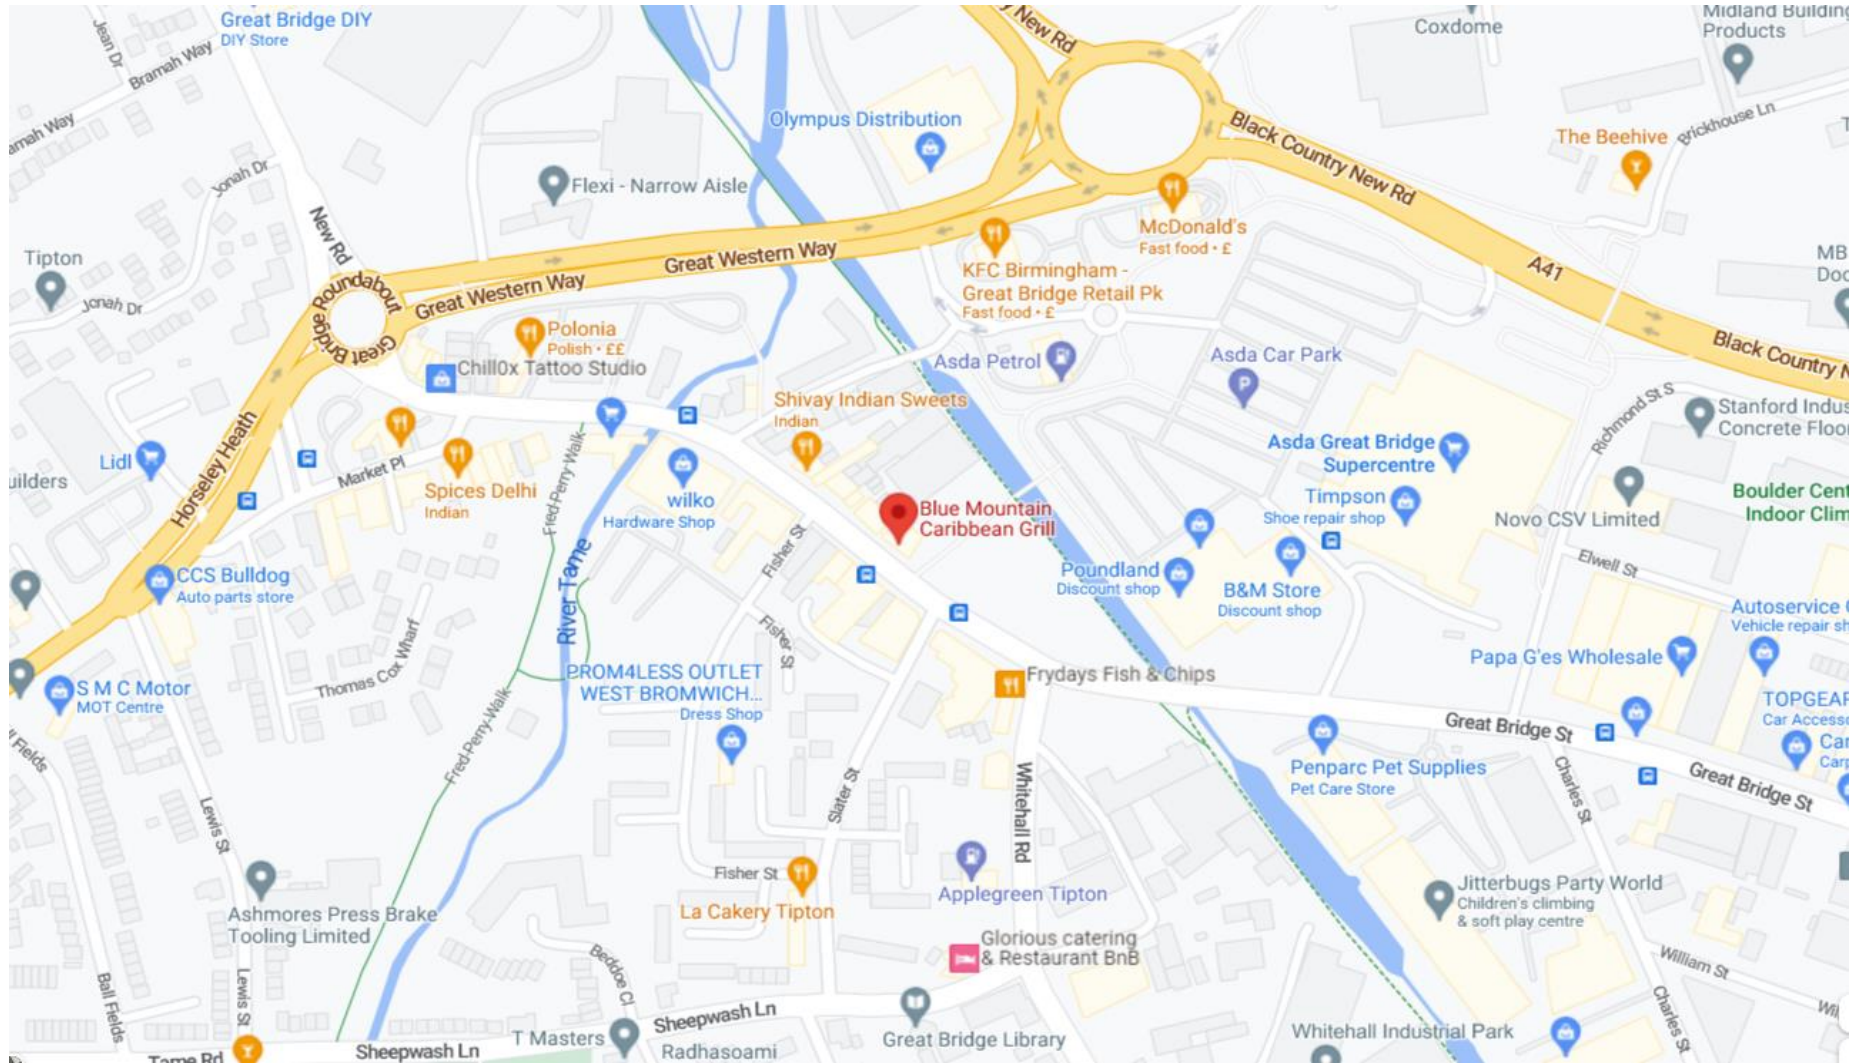 Great Bridge DIY
DIY Store
Jean Dr
Bramah Way
New Rd
Coxdome
Midland Building
Products
Olympus Distribution
Black Country New Rd
Brickhouse Ln
The Beehive
Jonah Dr
Flexi - Narrow Aisle
New Rd
McDonald's
Fast food • £
Tipton
Jonah Dr
Great Western Way
Great Western Way
KFC Birmingham -
Great Bridge Retail Pk
Fast food • £
A41
MB
Great Bridge Roundabout
Polonia
Polish • ££
Chill0x Tattoo Studio
Asda Petrol
Asda Car Park
Black Country
Shivay Indian Sweets
Indian
Richmond St S
Stanford Indus
Concrete Floor
Horseley Heath
Lidl
Market Pl
Fred-Perry-Walk
Asda Great Bridge
Supercentre
uilders
Spices Delhi
Indian
wilko
Hardware Shop
Blue Mountain
Caribbean Grill
Timpson
Shoe repair shop
Novo CSV Limited
Boulder Cent
Indoor Clim
Fisher St
River Tame
CCS Bulldog
Auto parts store
Poundland
Discount shop
B&M Store
Discount shop
Elwell St
Autoservice
Vehicle repair sh
Fisher St
Thomas Cox Wharf
S M C Motor
MOT Centre
PROM4LESS OUTLET
WEST BROMWICH...
Dress Shop
Frydays Fish & Chips
Papa G'es Wholesale
TOPGEAR
Car Accesso
Fields
Fred-Perry-Walk
Great Bridge St
Car
Carp
Penparc Pet Supplies
Pet Care Store
Great Bridge St
Lewis St
Slater St
Whitehall Rd
Charles St
Fisher St
La Cakery Tipton
Applegreen Tipton
Jitterbugs Party World
Children's climbing
& soft play centre
Ashmores Press Brake
Tooling Limited
Glorious catering
& Restaurant BnB
Beddoe Cl
William St
Ball Fields
Lewis St
Charles St
T Masters
Sheepwash Ln
Great Bridge Library
Whitehall Industrial Park
Tame Rd
Sheepwash Ln
Radhasoami